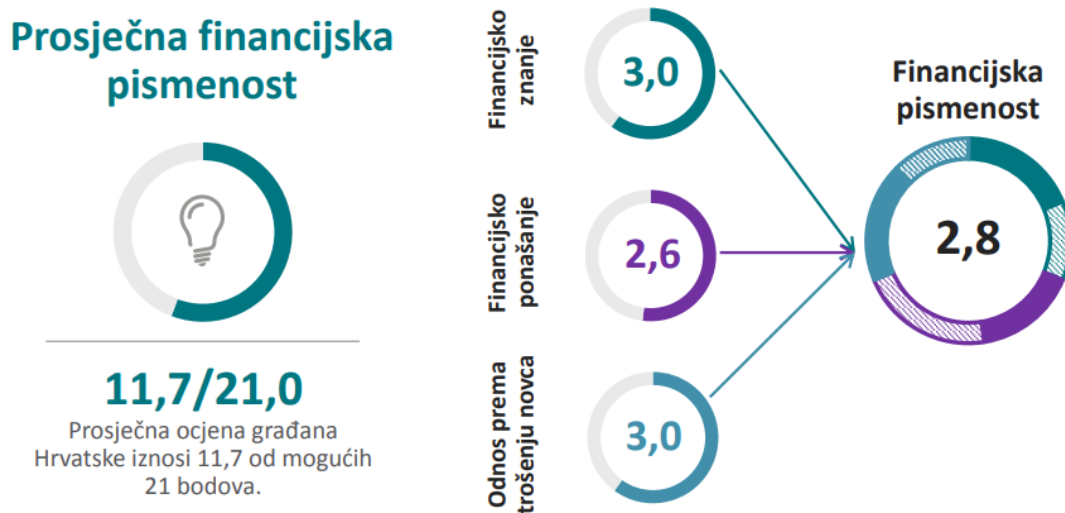 Prosječna financijska
pismenost
11,7/21,0
Prosječna ocjena građana
Hrvatske iznosi 11,7 od mogućih
21 bodova.
Financijsko
znanje
3,0
Financijsko
ponašanje
2,6
Odnos prema
trošenju novca
3,0
Financijska
pismenost
2,8